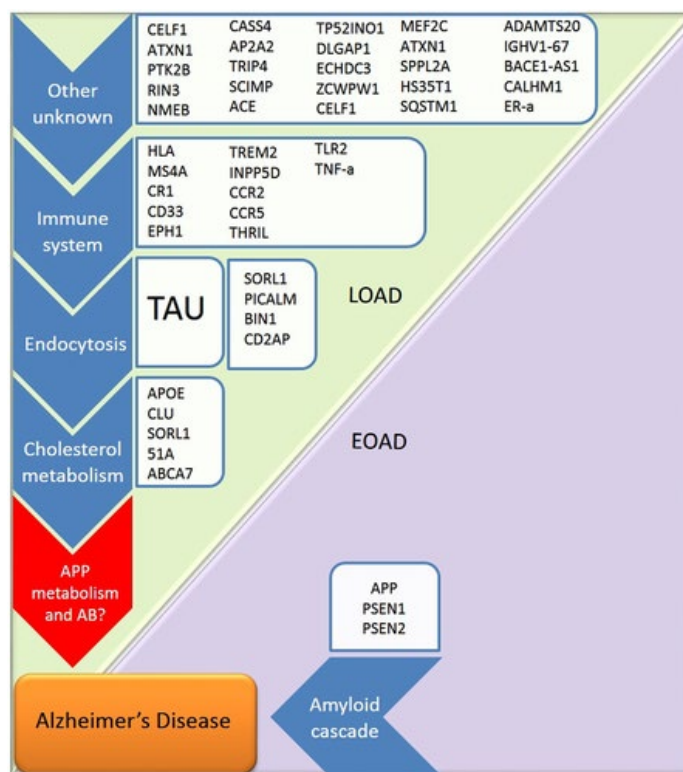 CELF1
ATXN1
PTK2B
RIN3
NMEB
CASS4
AP2A2
TRIP4
SCIMP
ACE
TP52INO1
DLGAP1
ECHDC3
ZCWPW1
CELF1
MEF2C
ATXN1
SPPL2A
HS35T1
SQSTM1
ADAMTS20
IGHV1-67
BACE1-AS1
CALHM1
ER-a
Other
unknown
HLA
MS4A
CR1
CD33
EPH1
TREM2
INPP5D
CCR2
CCR5
THRIL
TLR2
TNF-a
Immune
system
TAU
SORL1
PICALM
BIN1
CD2AP
LOAD
Endocytosis
APOE
CLU
SORL1
51A
ABCA7
EOAD
Cholesterol
metabolism
APP
metabolism
and AB?
APP
PSEN1
PSEN2
Alzheimer's Disease
Amyloid
cascade